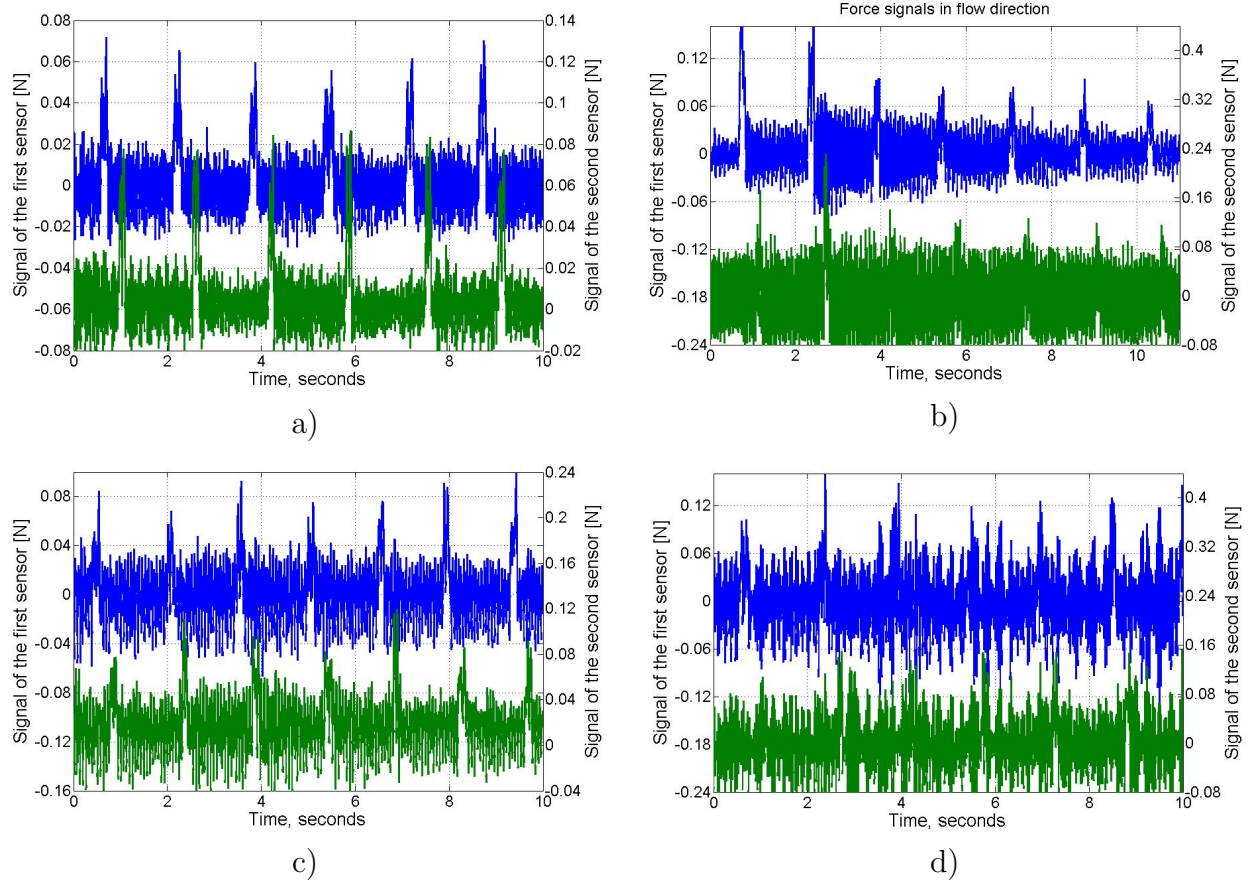 Force signals in flow direction
0.08
0.06
0.04
0.02
0
-0.02
-0.04
-0.06
-0.08
Signal of the first sensor [N]
0.14
0.12
0.1
0.08
0.06
0.04
0.02
0
-0.02
Signal of the second sensor [N]
0 2 4 6 8 10
Time, seconds
a)
0.12
0.06
0
-0.06
-0.12
-0.18
-0.24
Signal of the first sensor [N]
0.4
0.32
0.24
0.16
0.08
0
-0.08
Signal of the second sensor [N]
0 2 4 6 8 10
Time, seconds
b)
0.08
0.04
0
-0.04
-0.08
-0.12
-0.16
Signal of the first sensor [N]
0.24
0.2
0.16
0.12
0.08
0.04
0
-0.04
Signal of the second sensor [N]
0 2 4 6 8 10
Time, seconds
c)
0.12
0.06
0
-0.06
-0.12
-0.18
-0.24
Signal of the first sensor [N]
0.4
0.32
0.24
0.16
0.08
0
-0.08
Signal of the second sensor [N]
0 2 4 6 8 10
Time, seconds
d)